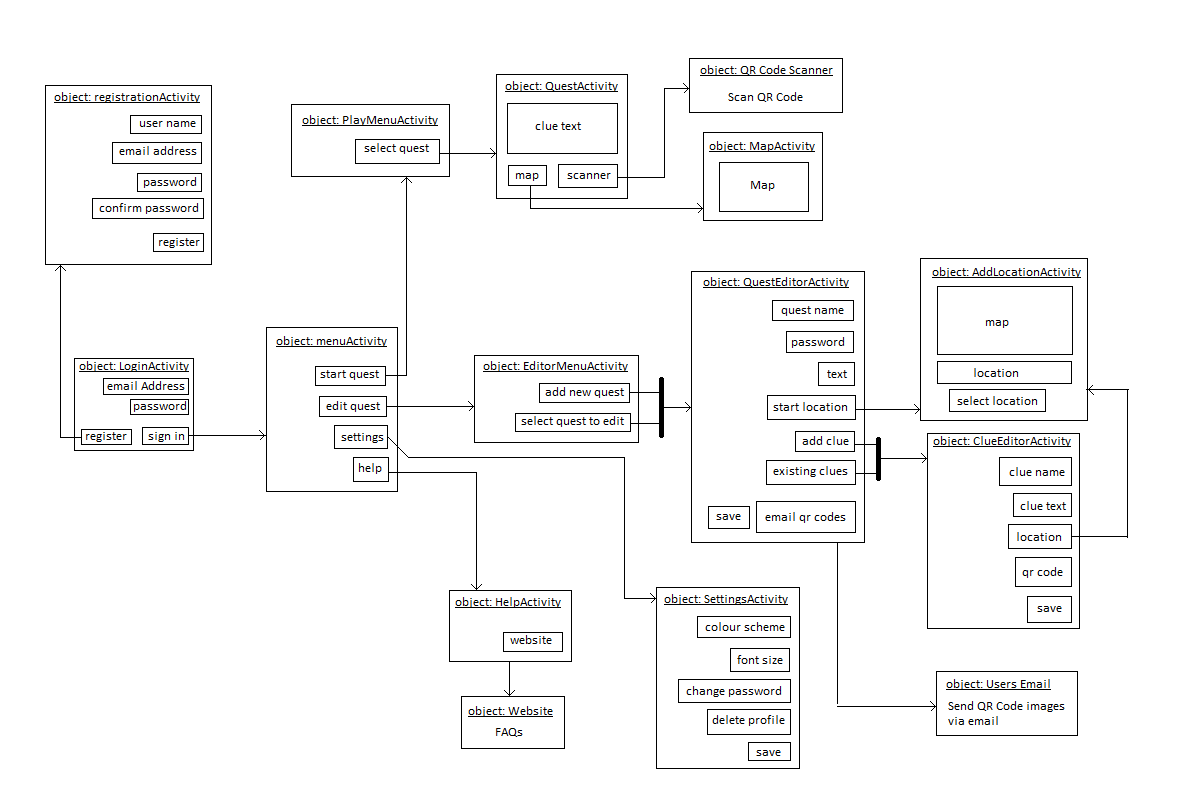 object: registrationActivity
user name
email address
password
confirm password
register
object: LoginActivity
email Address
password
register
sign in
object: menuActivity
start quest
edit quest
settings
help
object: PlayMenuActivity
select quest
object: QuestActivity
clue text
map
scanner
object: QR Code Scanner
Scan QR Code
object: MapActivity
Map
object: EditorMenuActivity
add new quest
select quest to edit
object: QuestEditorActivity
quest name
password
text
start location
add clue
existing clues
save
email qr codes
object: AddLocationActivity
map
location
select location
object: ClueEditorActivity
clue name
clue text
location
qr code
save
object: HelpActivity
website
object: Website
FAQs
object: SettingsActivity
colour scheme
font size
change password
delete profile
save
object: Users Email
Send QR Code images
via email